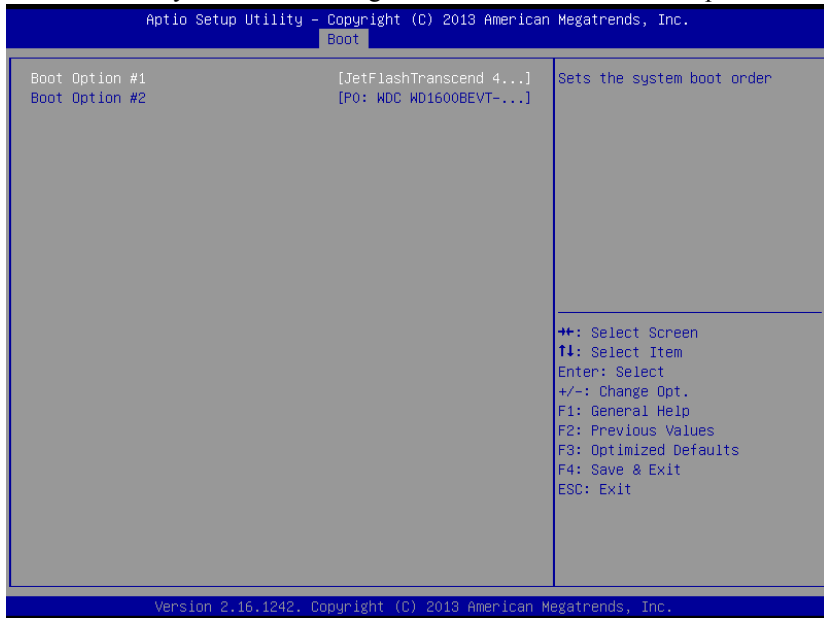 Aptio Setup Utility – Copyright (C) 2013 American Megatrends, Inc.
Boot
Boot Option #1 [JetFlashTranscend 4...]
Boot Option #2 [P0: WDC WD1600BEVT-...]
Sets the system boot order
→←: Select Screen
↑↓: Select Item
Enter: Select
+/-: Change Opt.
F1: General Help
F2: Previous Values
F3: Optimized Defaults
F4: Save & Exit
ESC: Exit
Version 2.16.1242. Copyright (C) 2013 American Megatrends, Inc.